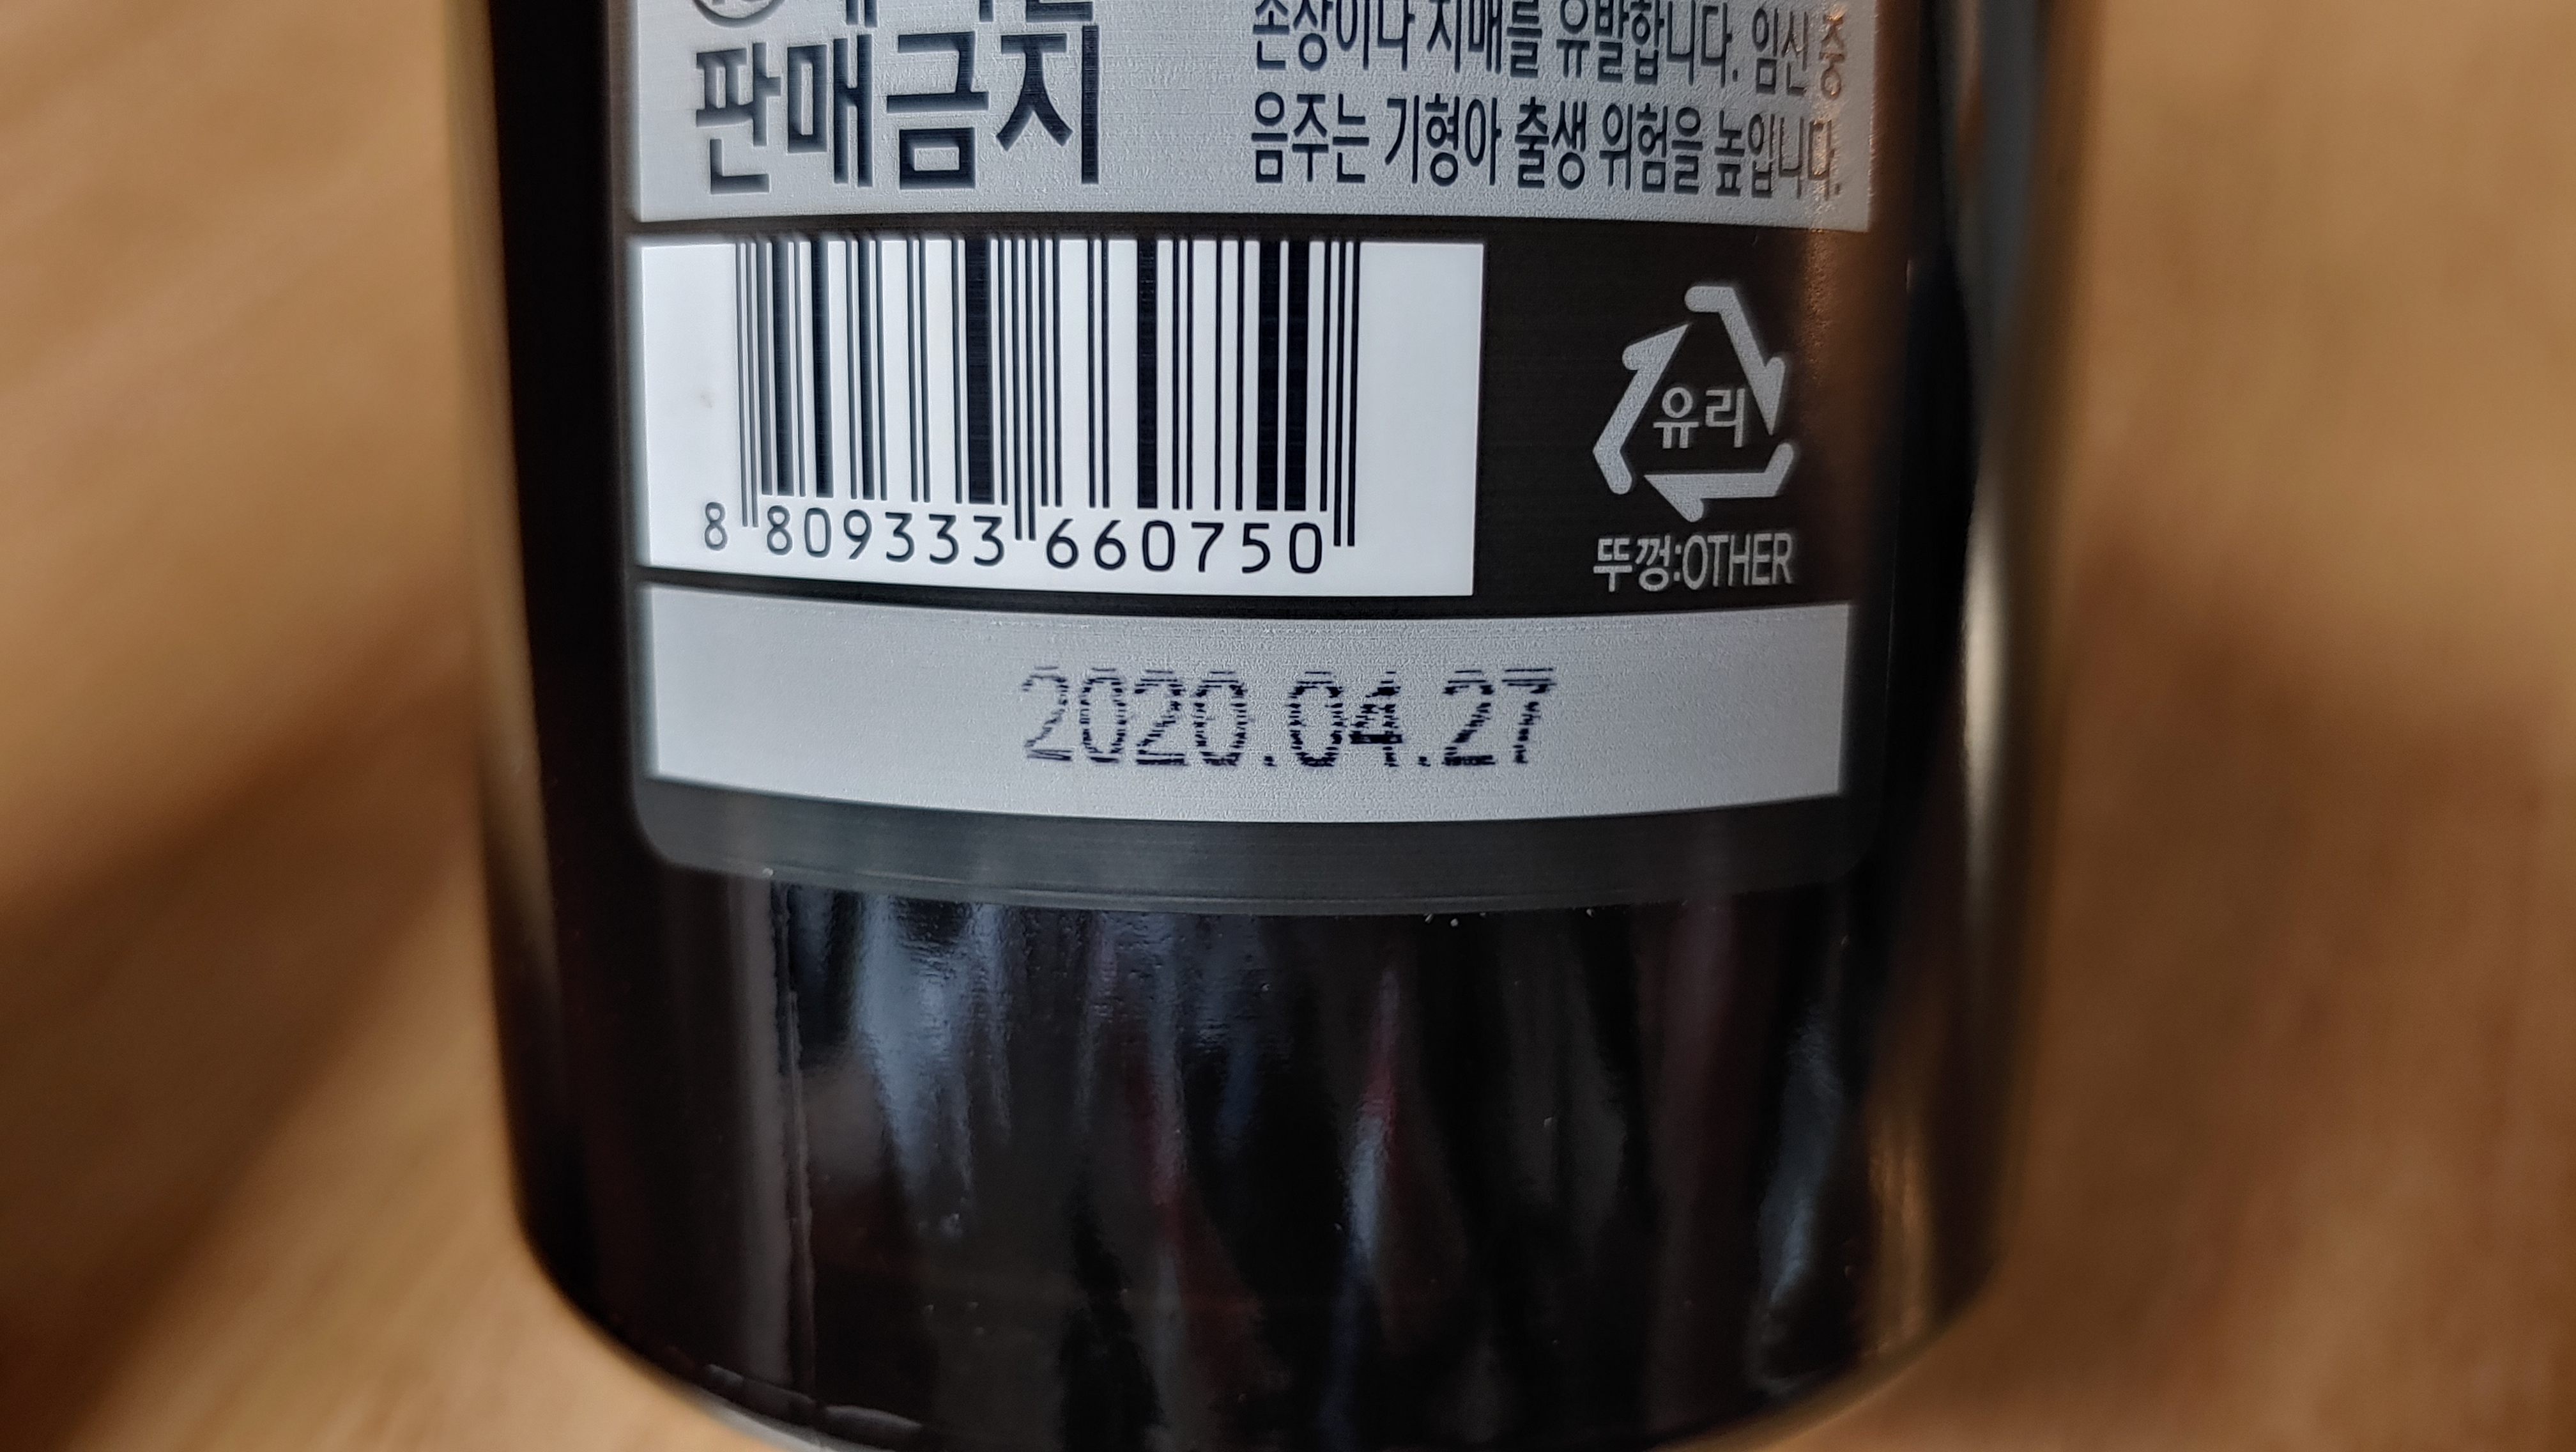 판매금지
손상이나 치매를 유발합니다. 임신 중
음주는 기형아 출생 위험을 높입니다.
8 809333 660750
유리
뚜껑:OTHER
2020.04.27